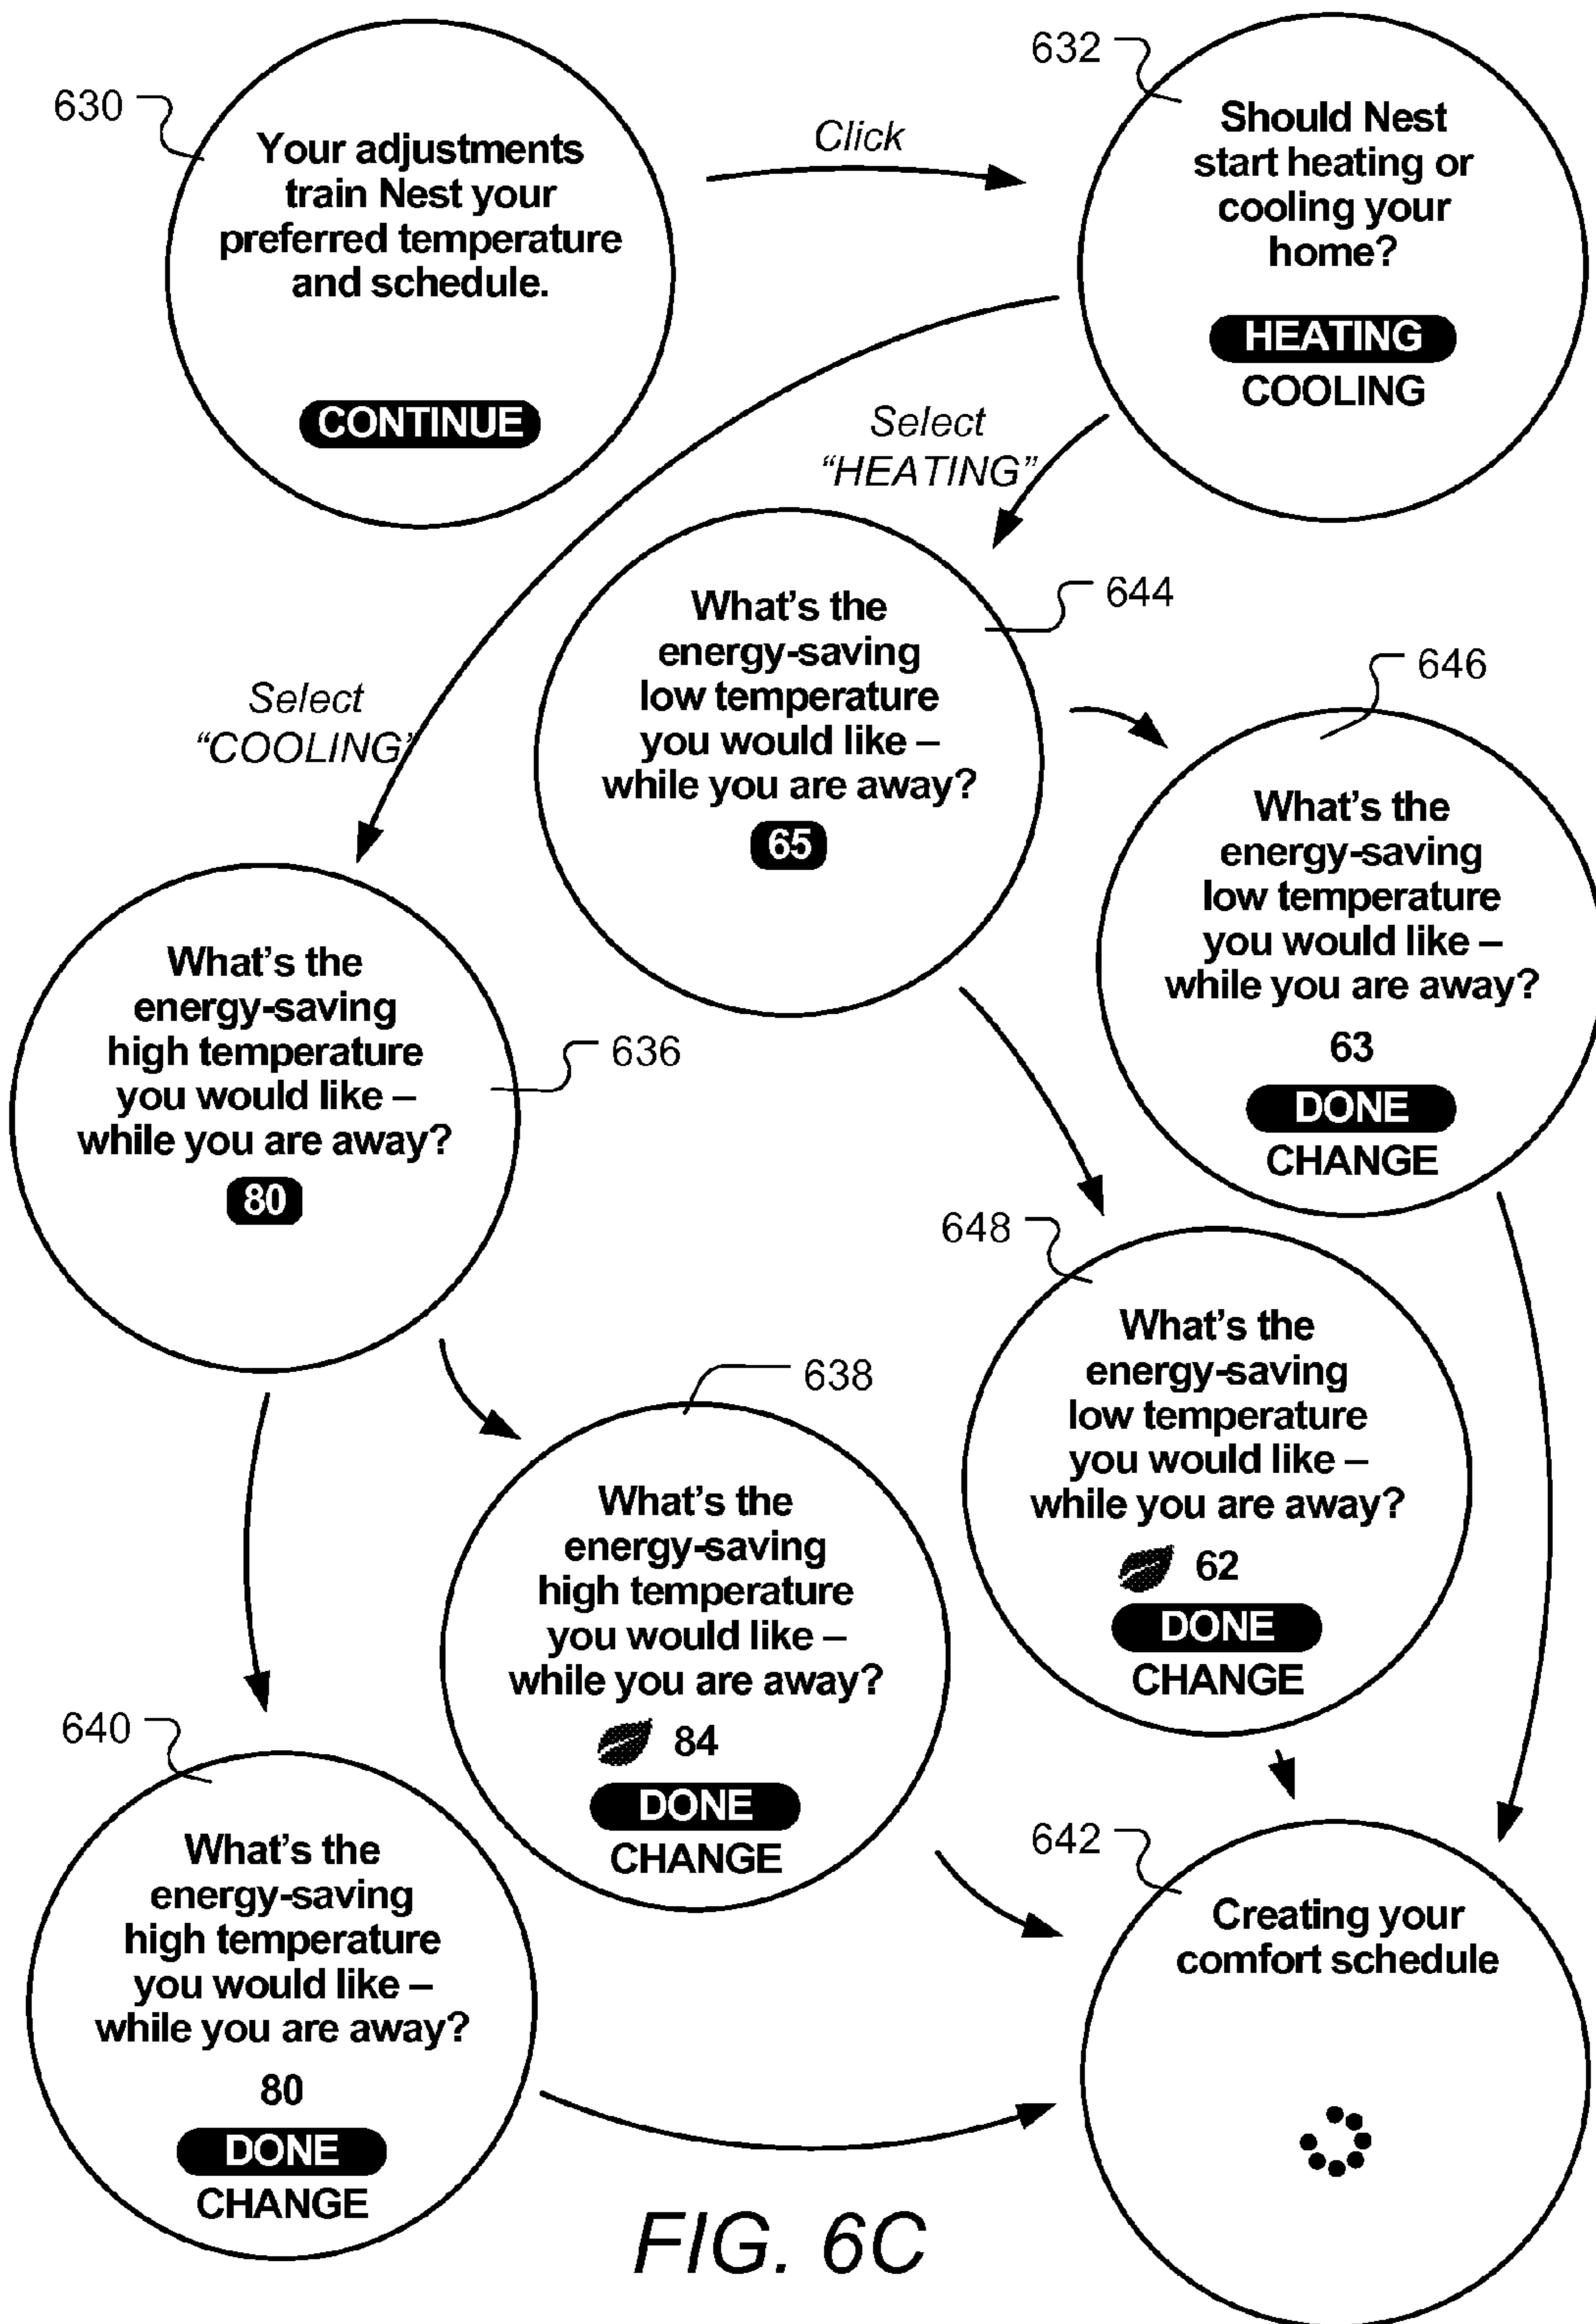 630
Your adjustments
train Nest your
preferred temperature
and schedule.
CONTINUE
Click
632
Should Nest
start heating or
cooling your
home?
HEATING
COOLING
Select
“HEATING”
Select
“COOLING”
644
What’s the
energy-saving
low temperature
you would like –
while you are away?
65
646
What’s the
energy-saving
low temperature
you would like –
while you are away?
63
DONE
CHANGE
636
What’s the
energy-saving
high temperature
you would like –
while you are away?
80
648
What’s the
energy-saving
low temperature
you would like –
while you are away?
62
DONE
CHANGE
638
What’s the
energy-saving
high temperature
you would like –
while you are away?
84
DONE
CHANGE
640
What’s the
energy-saving
high temperature
you would like –
while you are away?
80
DONE
CHANGE
642
Creating your
comfort schedule
FIG. 6C